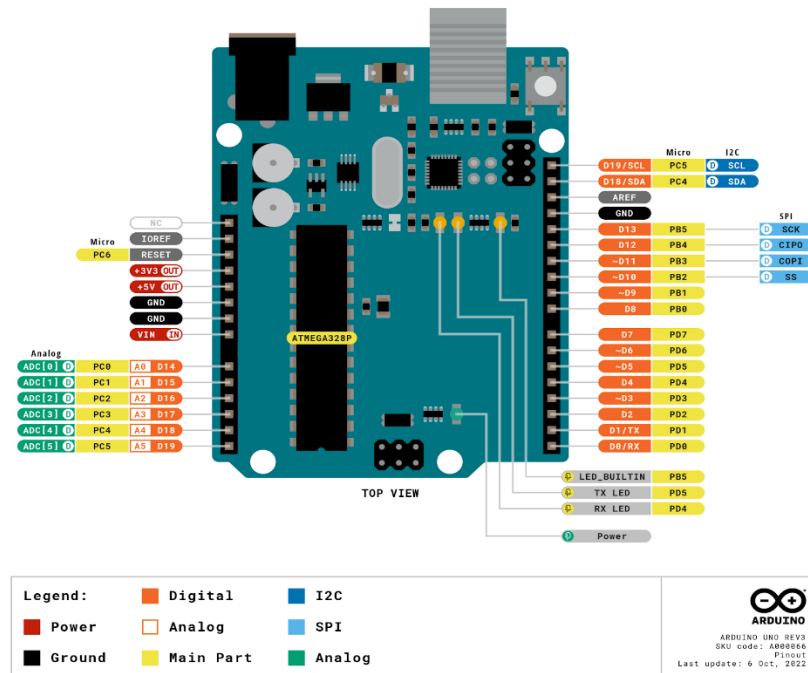 Micro I2C
D19/SCL PC5 D SCL
D18/SDA PC4 D SDA
AREF
GND
SPI
D13 PB5 D SCK
D12 PB4 D CIPO
~D11 PB3 D COPI
~D10 PB2 D SS
~D9 PB1
D8 PB0
D7 PD7
~D6 PD6
~D5 PD5
D4 PD4
~D3 PD3
D2 PD2
D1/TX PD1
D0/RX PD0
NC
IOREF
Micro
PC6 RESET
+3V3 OUT
+5V OUT
GND
GND
VIN IN
Analog
ADC[0] D PC0 A0 D14
ADC[1] D PC1 A1 D15
ADC[2] D PC2 A2 D16
ADC[3] D PC3 A3 D17
ADC[4] D PC4 A4 D18
ADC[5] D PC5 A5 D19
ATMEGA328P
LED_BUILTIN PB5
TX LED PD5
RX LED PD4
Power
TOP VIEW
Legend:
Power
Ground
Digital
Analog
Main Part
I2C
SPI
Analog
ARDUINO
ARDUINO UNO REV3
SKU code: A000066
Pinout
Last update: 6 Oct, 2022